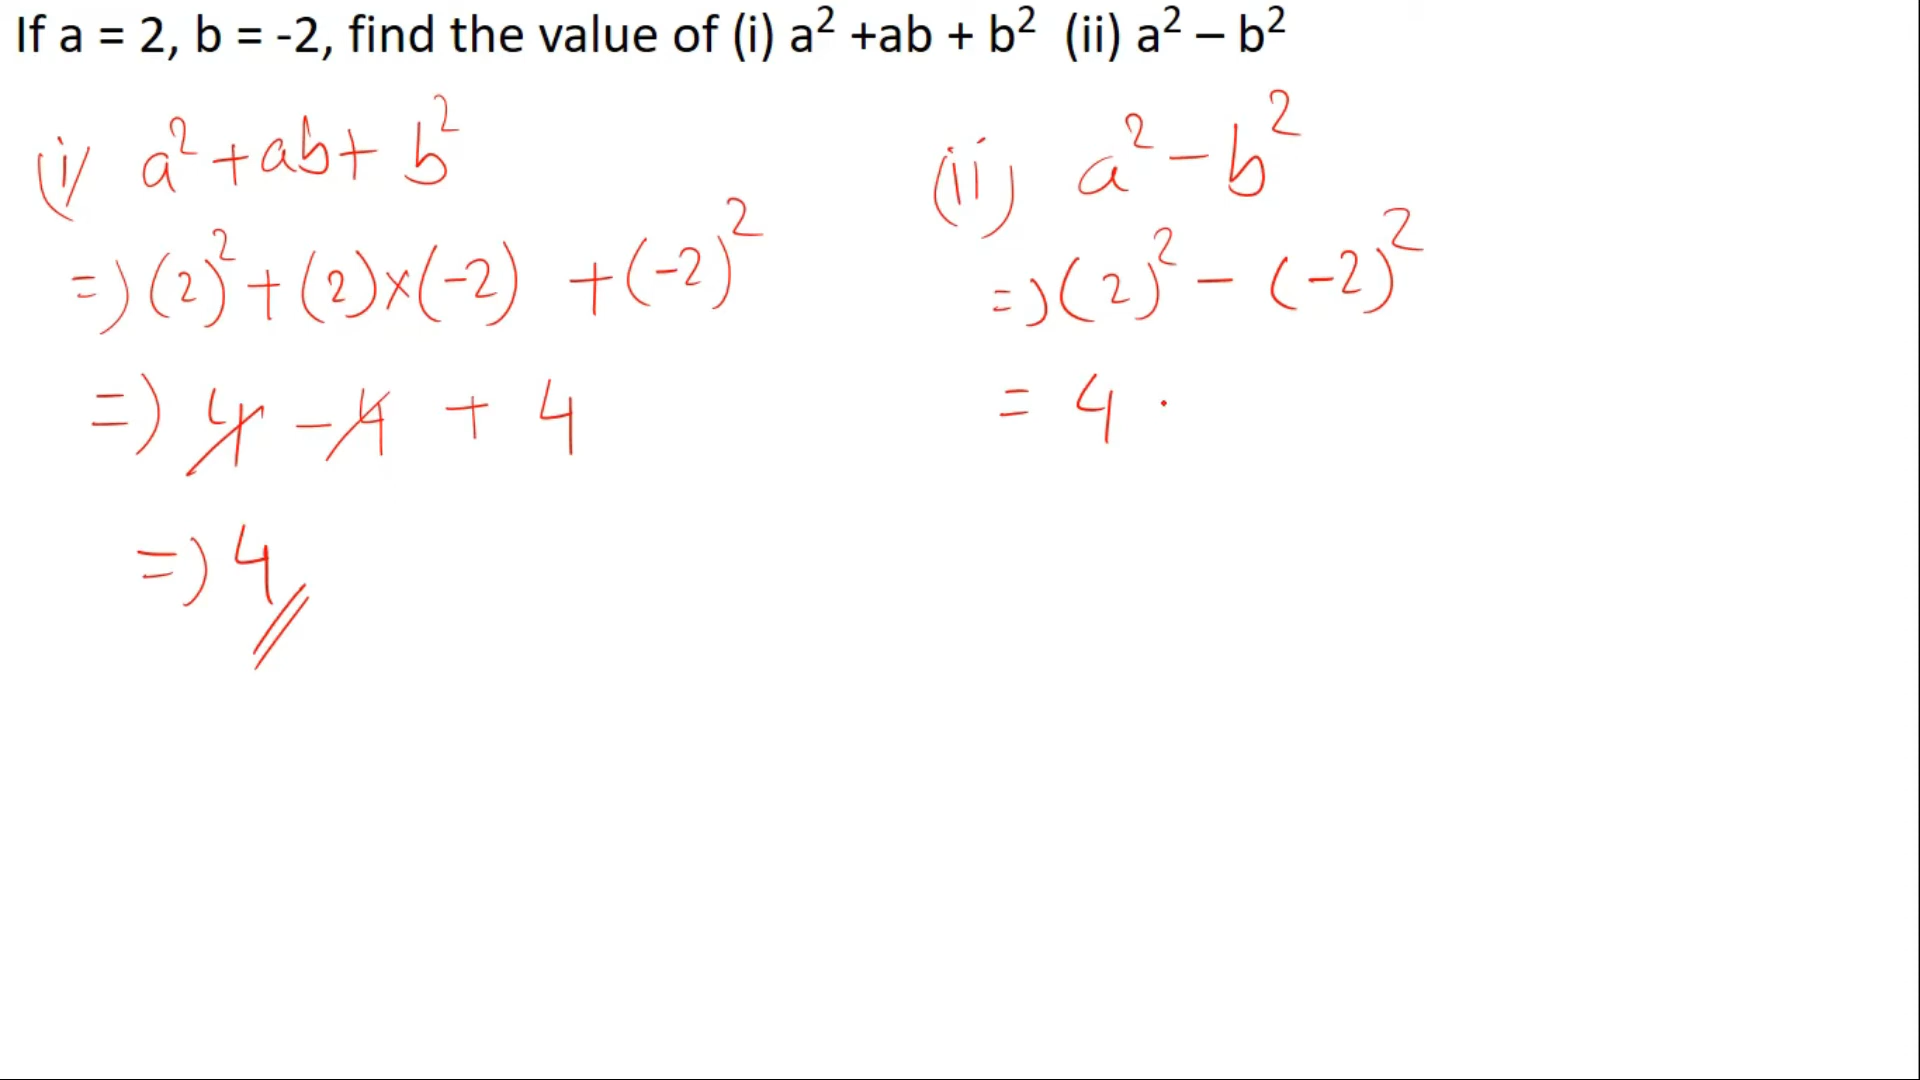 If a = 2, b = -2, find the value of (i) a² +ab + b² (ii) a² – b²
(i) a² + ab + b²
=) (2)² + (2)×(-2) + (-2)²
=) 4 - 4 + 4
=) 4
(ii) a² - b²
=) (2)² - (-2)²
= 4 ·